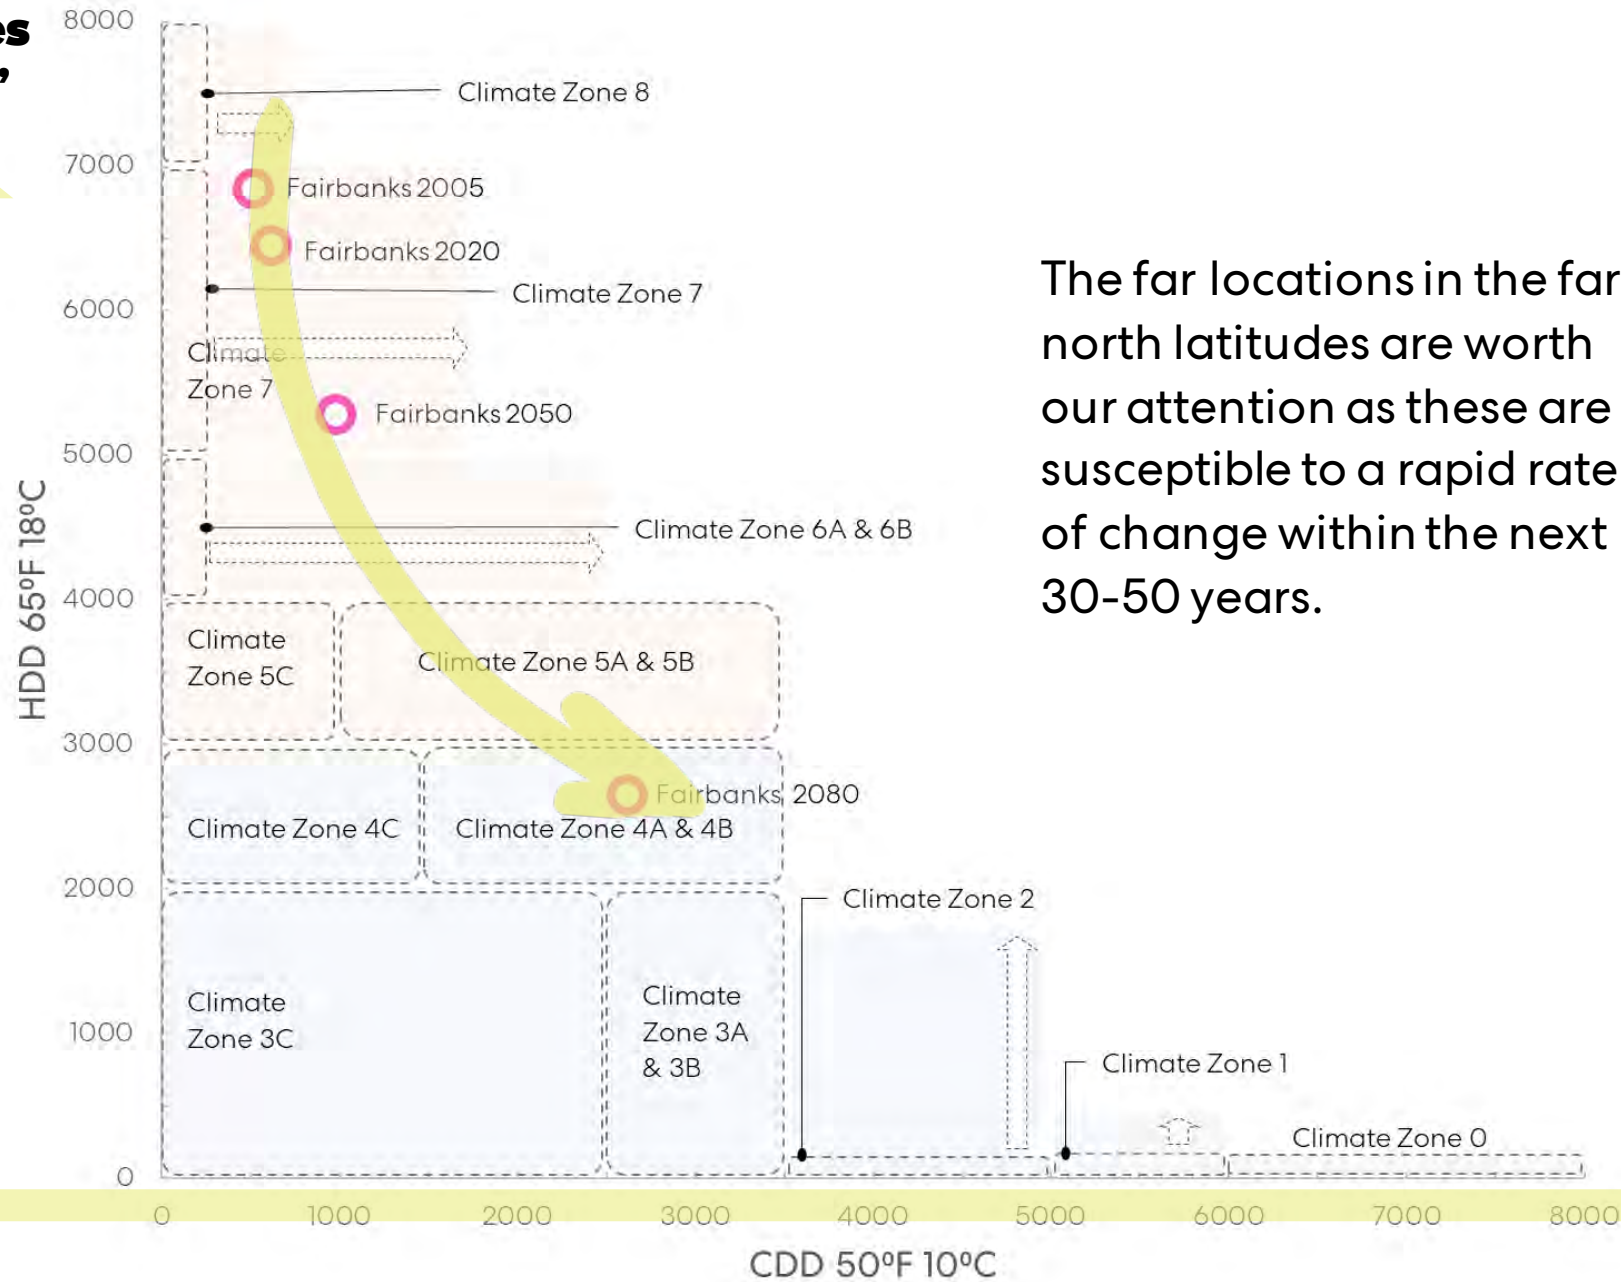 es
,
8000
Climate Zone 8
7000
Fairbanks 2005
Fairbanks 2020
Climate Zone 7
6000
Climate
Zone 7
Fairbanks 2050
5000
Climate Zone 6A & 6B
4000
Climate
Zone 5C
Climate Zone 5A & 5B
3000
Fairbanks 2080
Climate Zone 4C
Climate Zone 4A & 4B
2000
Climate Zone 2
Climate
Zone 3C
Climate
Zone 3A
& 3B
1000
Climate Zone 1
Climate Zone 0
0
HDD 65ºF 18ºC
0 1000 2000 3000 4000 5000 6000 7000 8000
CDD 50ºF 10ºC
The far locations in the far
north latitudes are worth
our attention as these are
susceptible to a rapid rate
of change within the next
30-50 years.